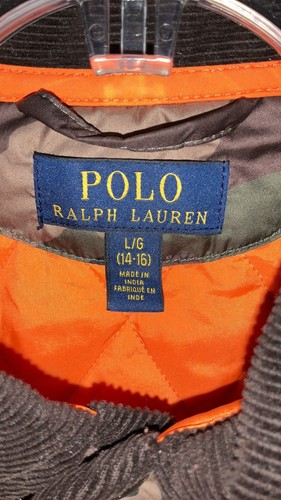 POLO
RALPH LAUREN
L/G
(14-16)
MADE IN
INDIA
FABRIQUÉ EN
INDE